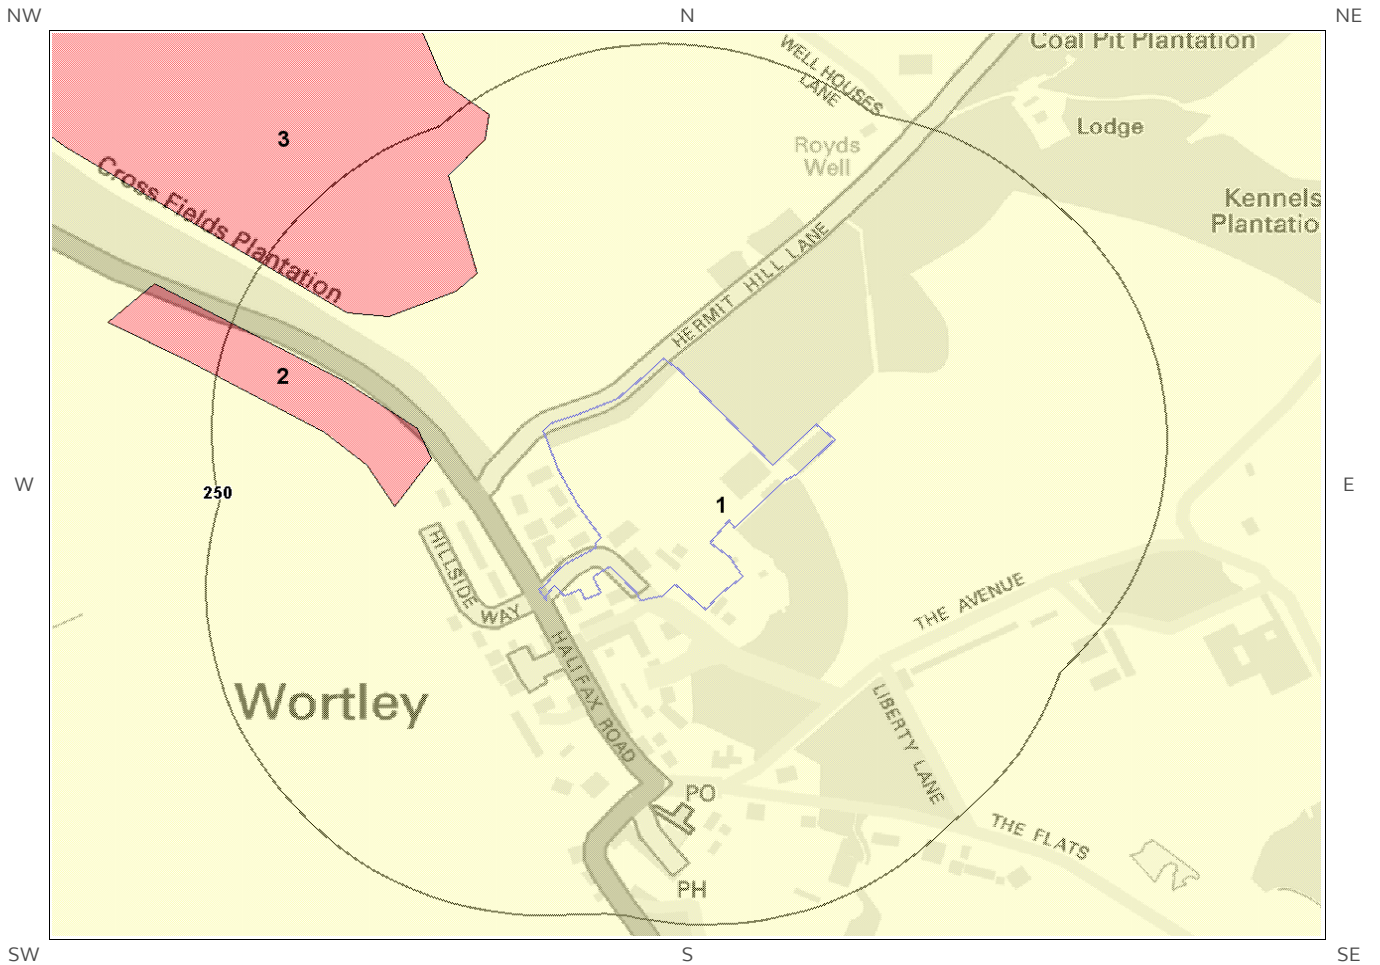 NW
N
NE
Coal Pit Plantation
WELL HOUSES
LANE
3
Lodge
Royds
Well
Cross Fields Plantation
Kennels
Plantatio
HERMIT HILL LANE
2
W
250
1
E
HILLSIDE WAY
THE AVENUE
HALIFAX ROAD
Wortley
LIBERTY LANE
PO
THE FLATS
PH
SW
S
SE